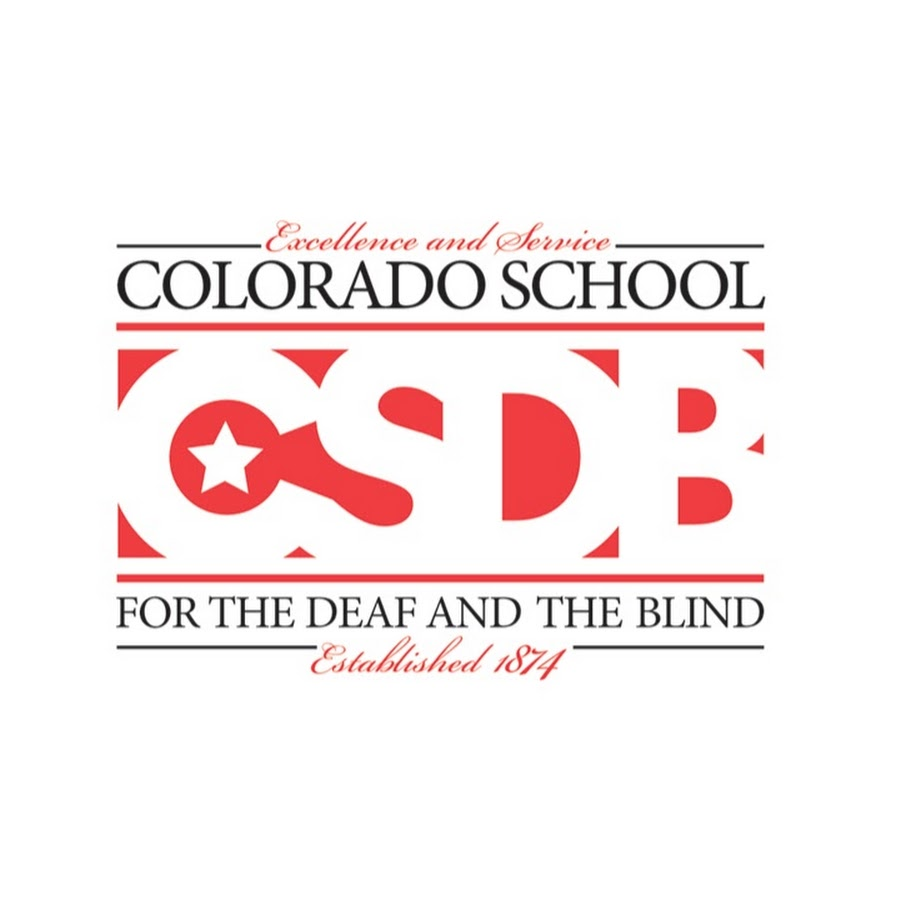 Excellence and Service
COLORADO SCHOOL
CSDB
FOR THE DEAF AND THE BLIND
Established 1874